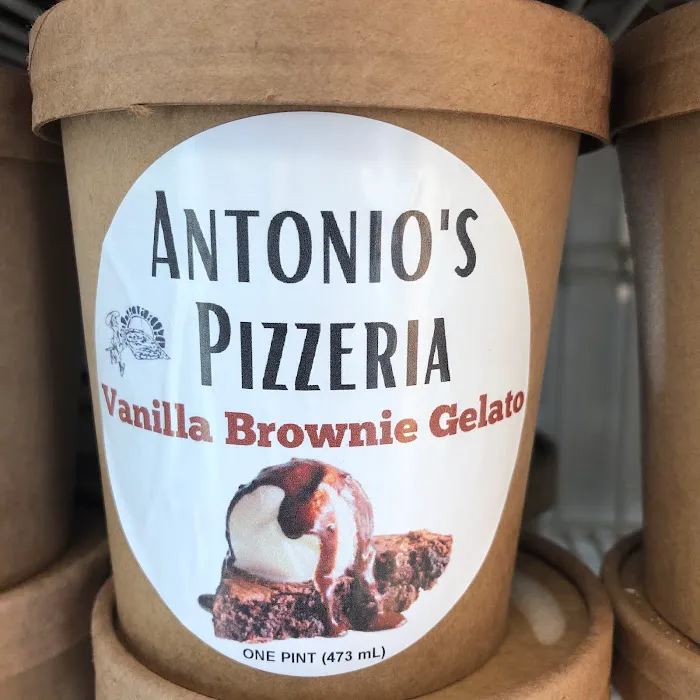 ANTONIO'S
PIZZERIA
Vanilla Brownie Gelato
ONE PINT (473 mL)